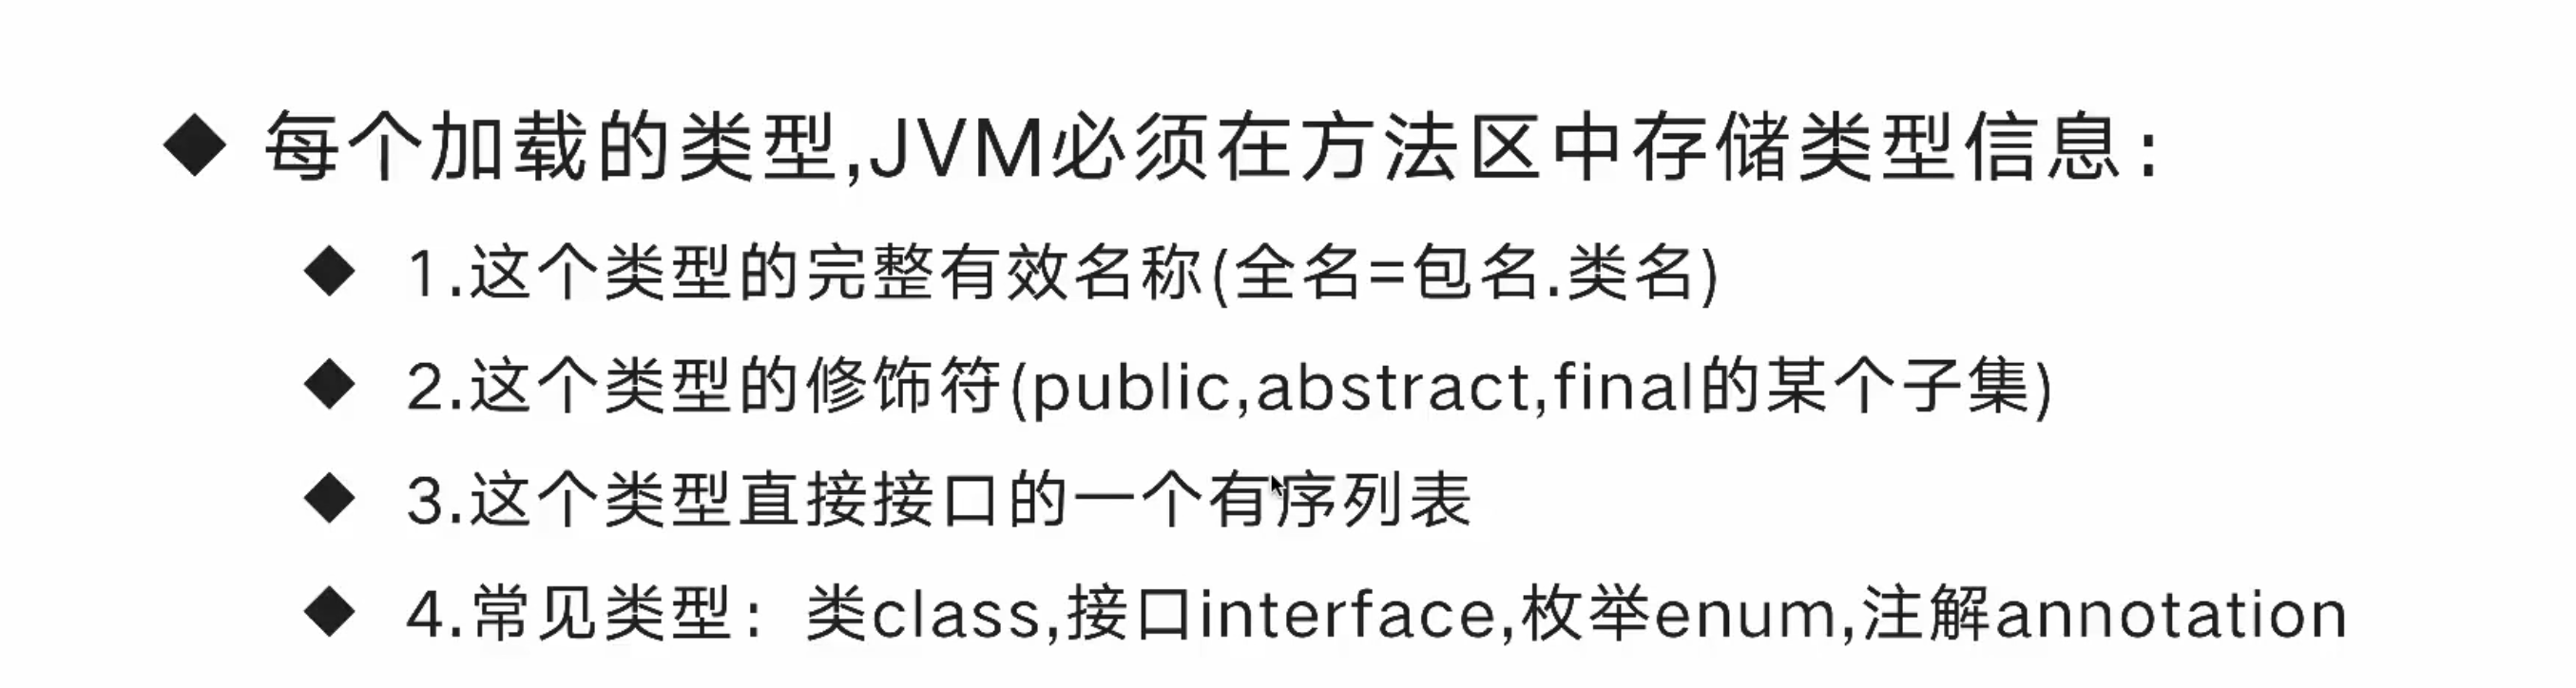 ◆ 每个加载的类型,JVM必须在方法区中存储类型信息：
◆ 1.这个类型的完整有效名称(全名=包名.类名)
◆ 2.这个类型的修饰符(public,abstract,final的某个子集)
◆ 3.这个类型直接接口的一个有序列表
◆ 4.常见类型：类class,接口interface,枚举enum,注解annotation